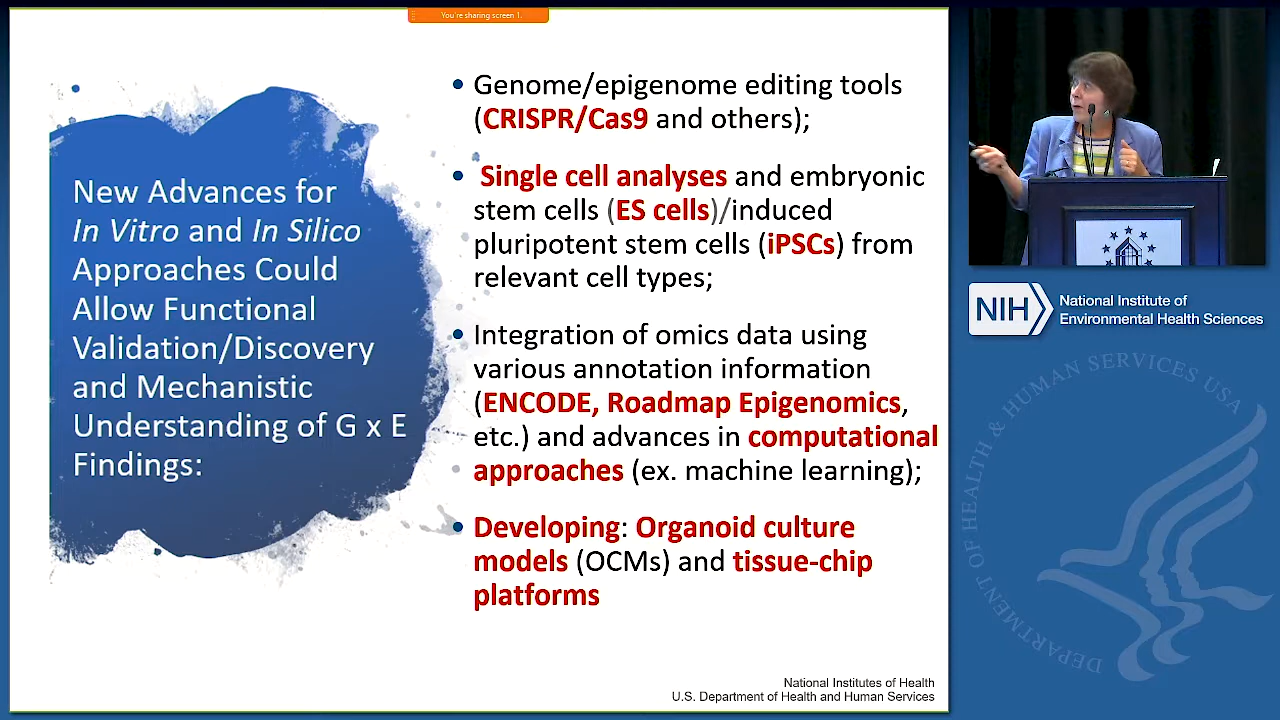 You're sharing screen 1.
New Advances for
In Vitro and In Silico
Approaches Could
Allow Functional
Validation/Discovery
and Mechanistic
Understanding of G x E
Findings:
• Genome/epigenome editing tools
(CRISPR/Cas9 and others);
• Single cell analyses and embryonic
stem cells (ES cells)/induced
pluripotent stem cells (iPSCs) from
relevant cell types;
• Integration of omics data using
various annotation information
(ENCODE, Roadmap Epigenomics,
etc.) and advances in computational
approaches (ex. machine learning);
• Developing: Organoid culture
models (OCMs) and tissue-chip
platforms
National Institutes of Health
U.S. Department of Health and Human Services
NIH
National Institute of
Environmental Health Sciences
DEPARTMENT OF HEALTH & HUMAN SERVICES USA